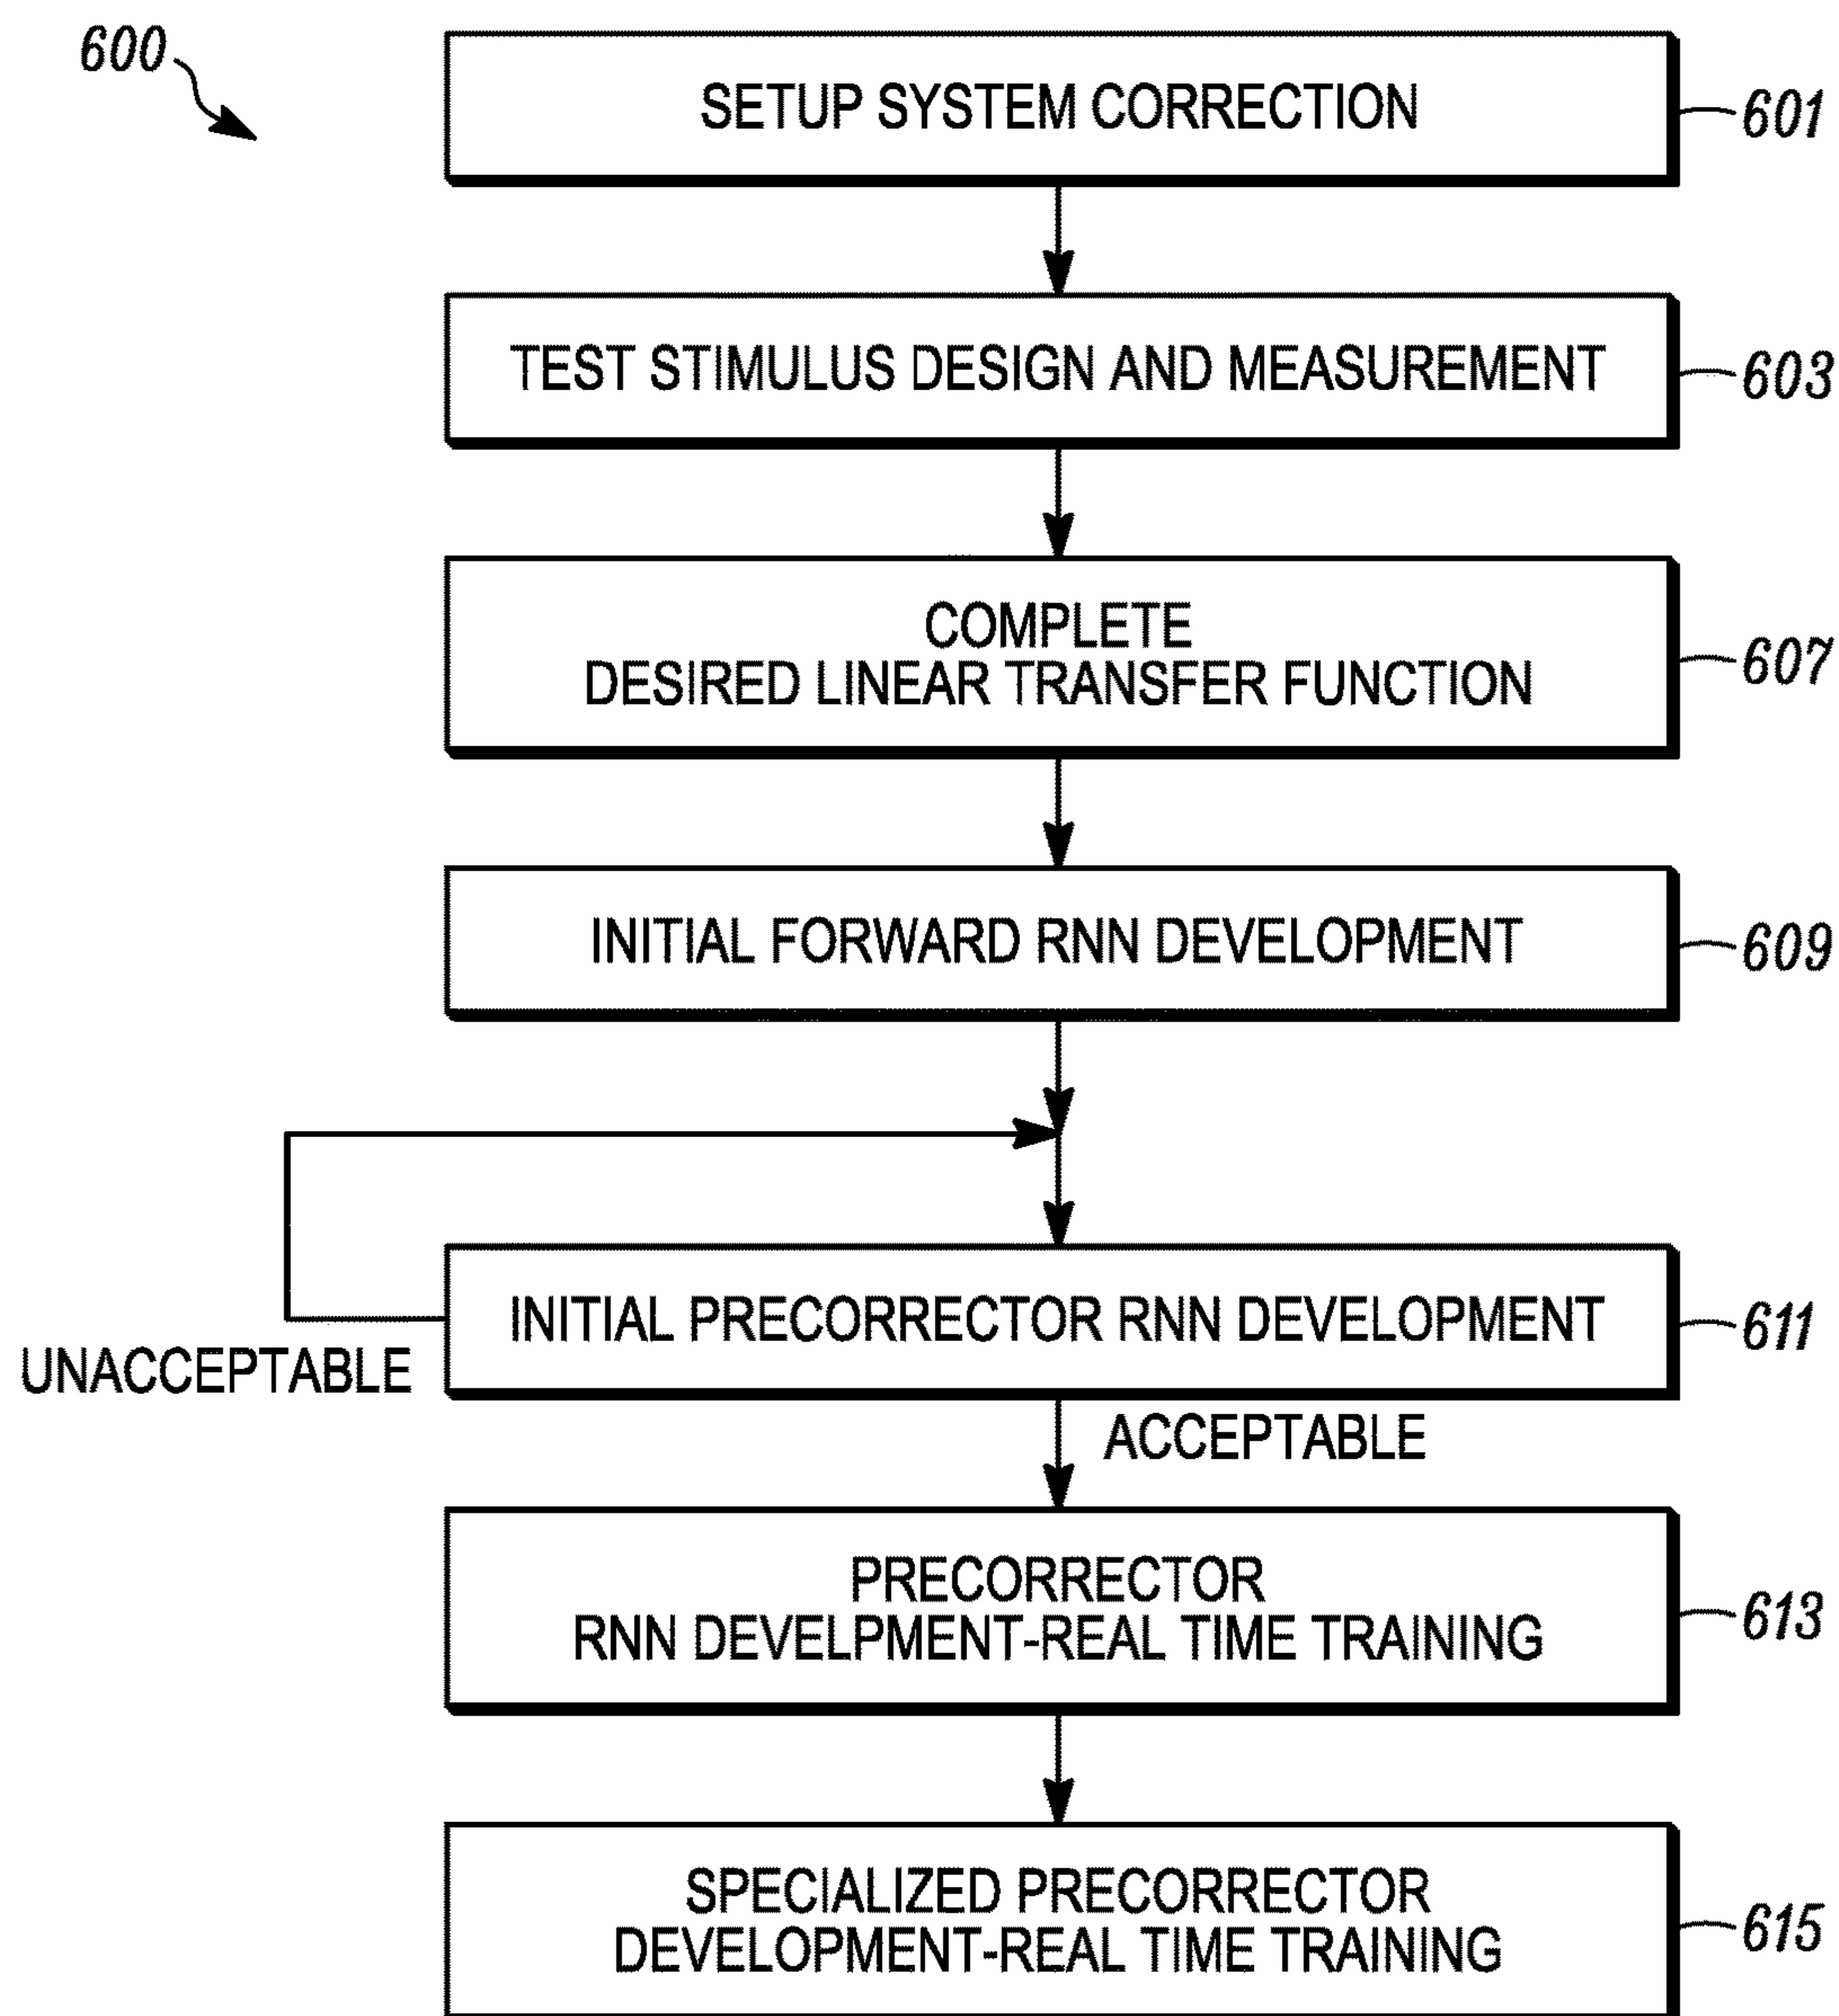 600
SETUP SYSTEM CORRECTION
601
TEST STIMULUS DESIGN AND MEASUREMENT
603
COMPLETE
DESIRED LINEAR TRANSFER FUNCTION
607
INITIAL FORWARD RNN DEVELOPMENT
609
INITIAL PRECORRECTOR RNN DEVELOPMENT
611
UNACCEPTABLE
ACCEPTABLE
PRECORRECTOR
RNN DEVELPMENT-REAL TIME TRAINING
613
SPECIALIZED PRECORRECTOR
DEVELOPMENT-REAL TIME TRAINING
615